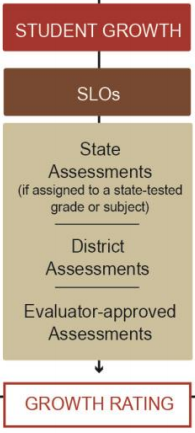 STUDENT GROWTH
SLOs
State
Assessments
(if assigned to a state-tested
grade or subject)
District
Assessments
Evaluator-approved
Assessments
GROWTH RATING